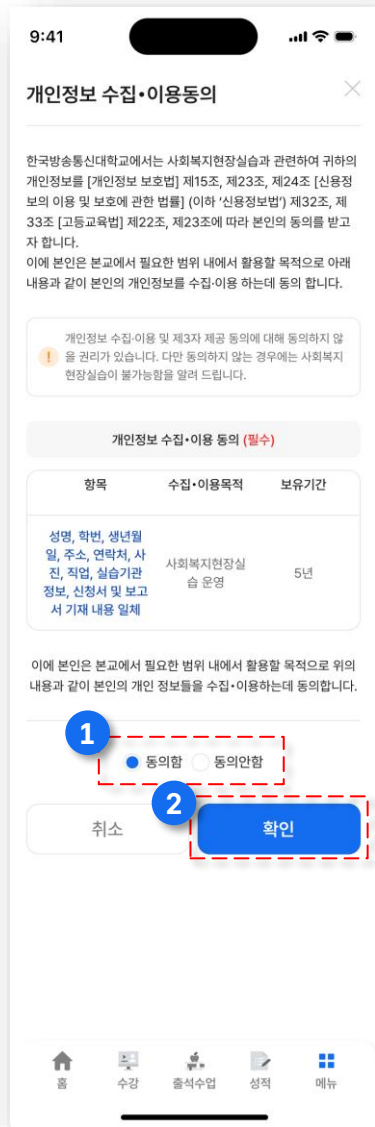 9:41
개인정보 수집•이용동의
한국방송통신대학교에서는 사회복지현장실습과 관련하여 귀하의
개인정보를 [개인정보 보호법] 제15조, 제23조, 제24조 [신용정
보의 이용 및 보호에 관한 법률] (이하 ‘신용정보법’) 제32조, 제
33조 [고등교육법] 제22조, 제23조에 따라 본인의 동의를 받고
자 합니다.
이에 본인은 본교에서 필요한 범위 내에서 활용할 목적으로 아래
내용과 같이 본인의 개인정보를 수집·이용 하는데 동의 합니다.
개인정보 수집·이용 및 제3자 제공 동의에 대해 동의하지 않
을 권리가 있습니다. 다만 동의하지 않는 경우에는 사회복지
현장실습이 불가능함을 알려 드립니다.
개인정보 수집•이용 동의 (필수)
항목 수집•이용목적 보유기간
성명, 학번, 생년월
일, 주소, 연락처, 사
진, 직업, 실습기관
정보, 신청서 및 보고
서 기재 내용 일체
사회복지현장실
습 운영
5년
이에 본인은 본교에서 필요한 범위 내에서 활용할 목적으로 위의
내용과 같이 본인의 개인 정보들을 수집•이용하는데 동의합니다.
1
동의함 동의안함
2
취소 확인
홈 수강 출석수업 성적 메뉴